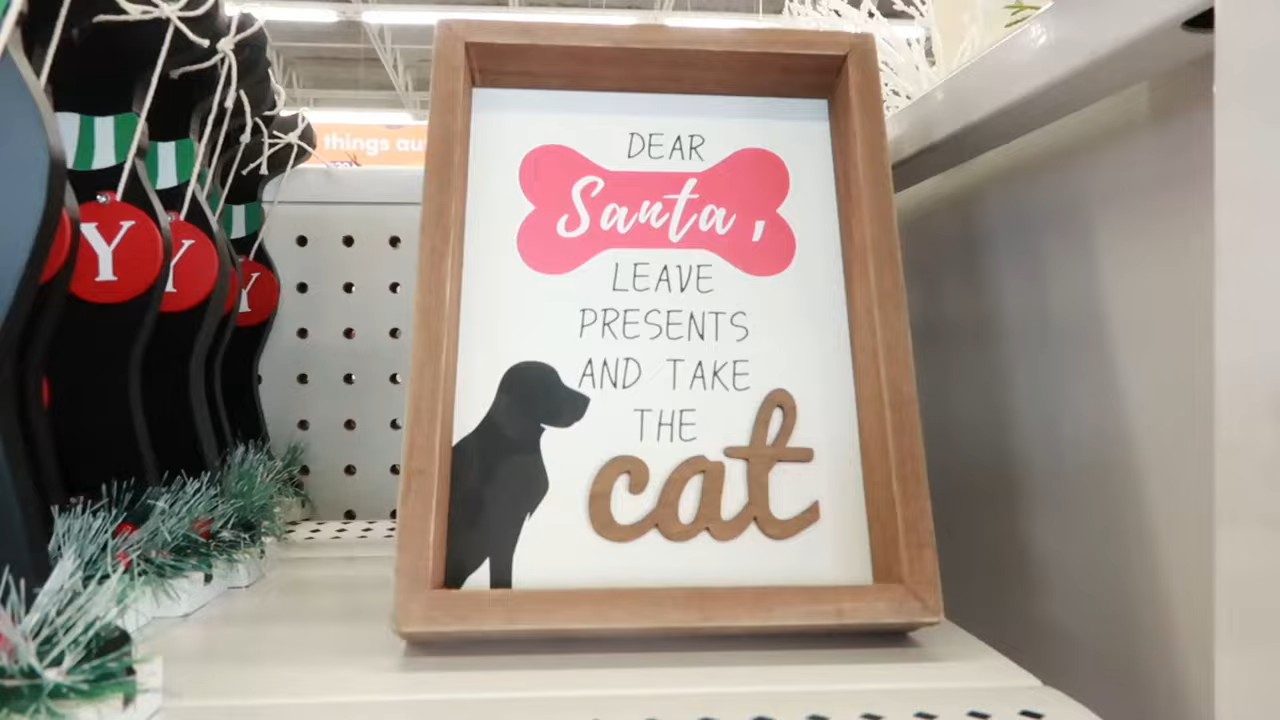 DEAR
Santa,
LEAVE
PRESENTS
AND TAKE
THE
cat
things
Y
Y
Y